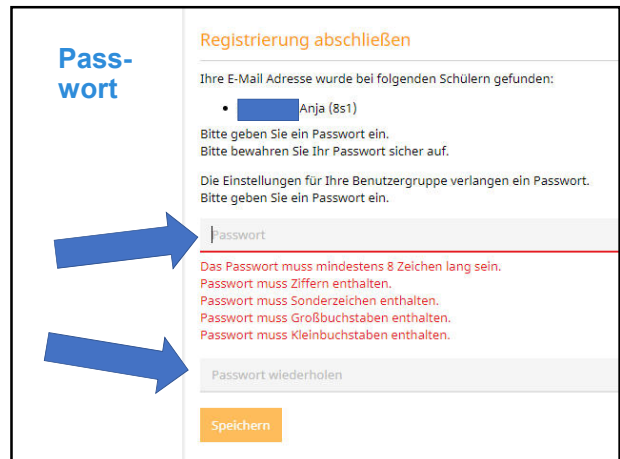 Pass-
wort
Registrierung abschließen
Ihre E-Mail Adresse wurde bei folgenden Schülern gefunden:
• Anja (8s1)
Bitte geben Sie ein Passwort ein.
Bitte bewahren Sie Ihr Passwort sicher auf.
Die Einstellungen für Ihre Benutzergruppe verlangen ein Passwort.
Bitte geben Sie ein Passwort ein.
Passwort
Das Passwort muss mindestens 8 Zeichen lang sein.
Passwort muss Ziffern enthalten.
Passwort muss Sonderzeichen enthalten.
Passwort muss Großbuchstaben enthalten.
Passwort muss Kleinbuchstaben enthalten.
Passwort wiederholen
Speichern